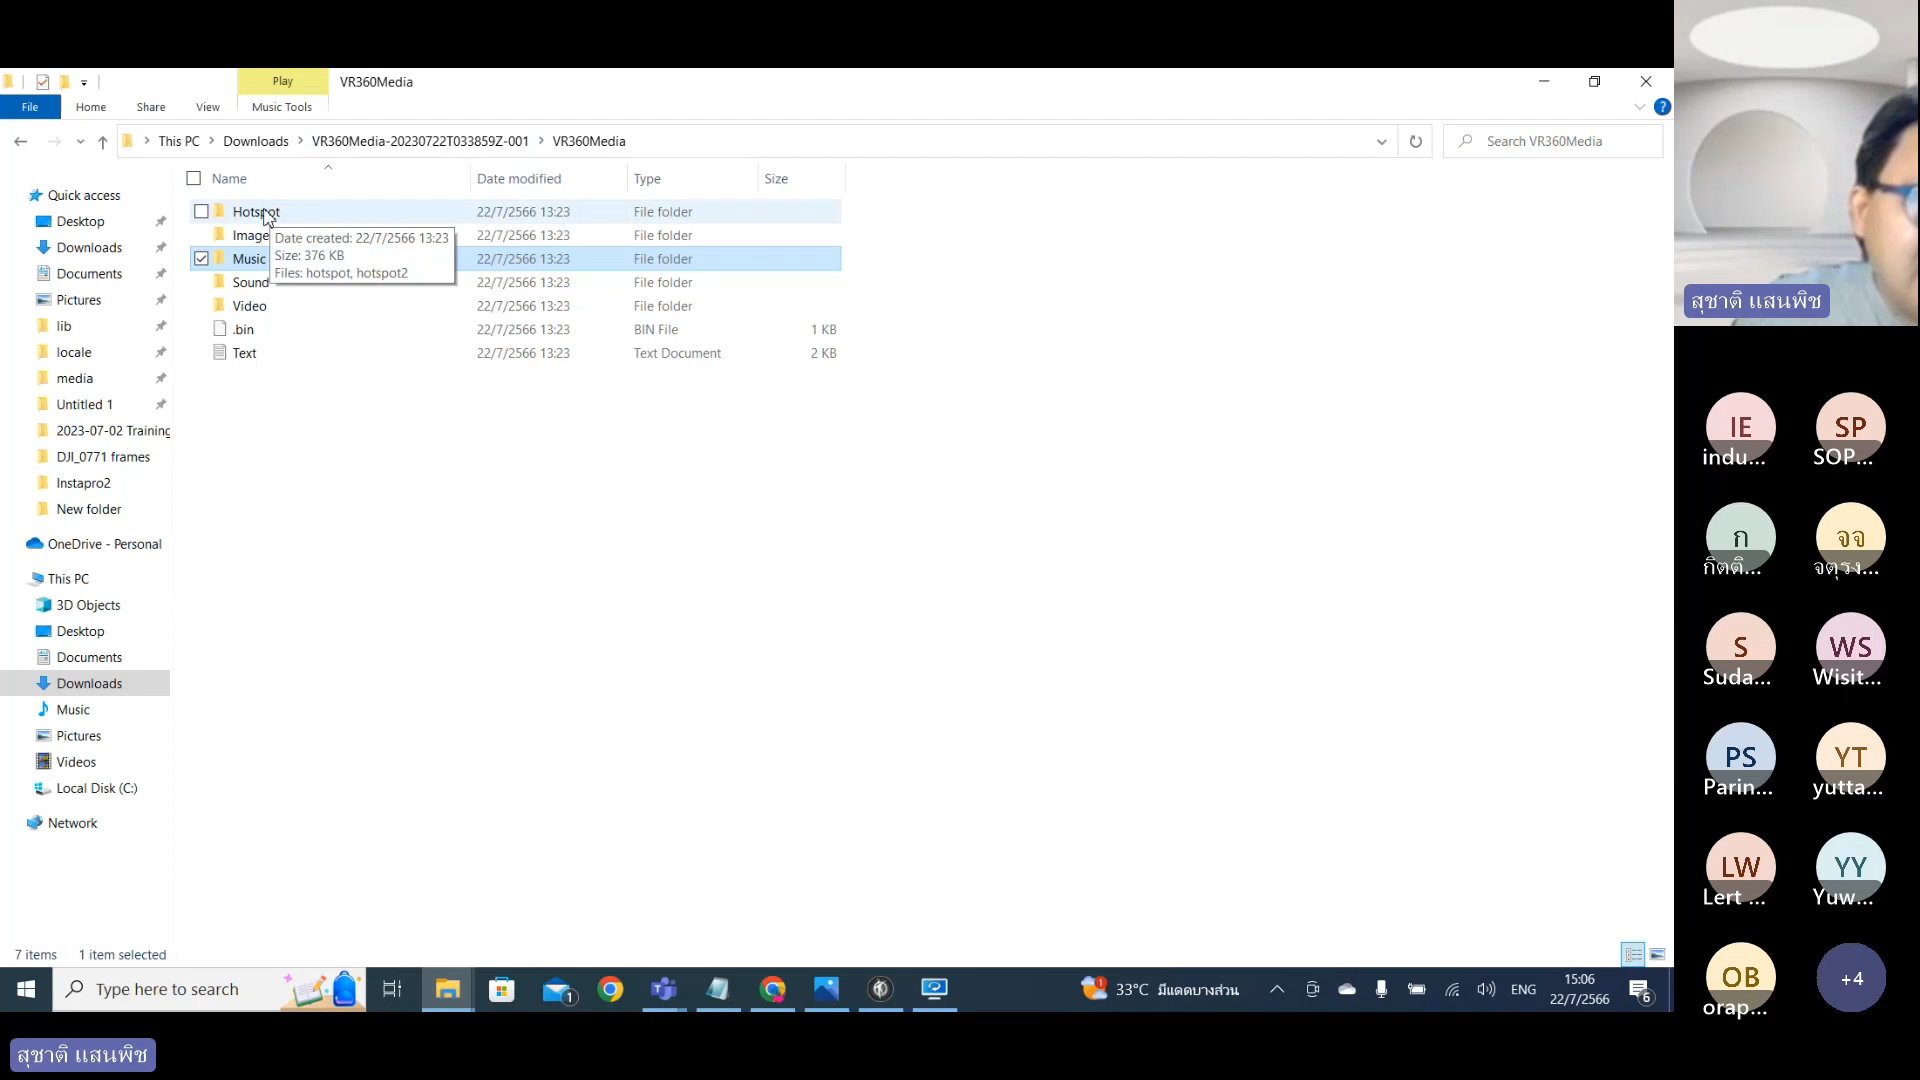 Play
VR360Media
File
Home
Share
View
Music Tools
This PC
Downloads
VR360Media-20230722T033859Z-001
VR360Media
Search VR360Media
Name
Date modified
Type
Size
Hotspot
22/7/2566 13:23
File folder
Image
22/7/2566 13:23
File folder
Music
22/7/2566 13:23
File folder
Sound
22/7/2566 13:23
File folder
Video
22/7/2566 13:23
File folder
.bin
22/7/2566 13:23
BIN File
1 KB
Text
22/7/2566 13:23
Text Document
2 KB
Date created: 22/7/2566 13:23
Size: 376 KB
Files: hotspot, hotspot2
Quick access
Desktop
Downloads
Documents
Pictures
lib
locale
media
Untitled 1
2023-07-02 Training
DJI_0771 frames
Instapro2
New folder
OneDrive - Personal
This PC
3D Objects
Desktop
Documents
Downloads
Music
Pictures
Videos
Local Disk (C:)
Network
7 items
1 item selected
Type here to search
1
1
33°C มีแดดบางส่วน
ENG
15:06
22/7/2566
6
สุชาติ แสนพิช
สุชาติ แสนพิช
IE
indu...
SP
SOP...
ก
กิตติ...
จจ
จตุรง...
S
Suda...
WS
Wisit...
PS
Parin...
YT
yutta...
LW
Lert ...
YY
Yuw...
OB
orap...
+4